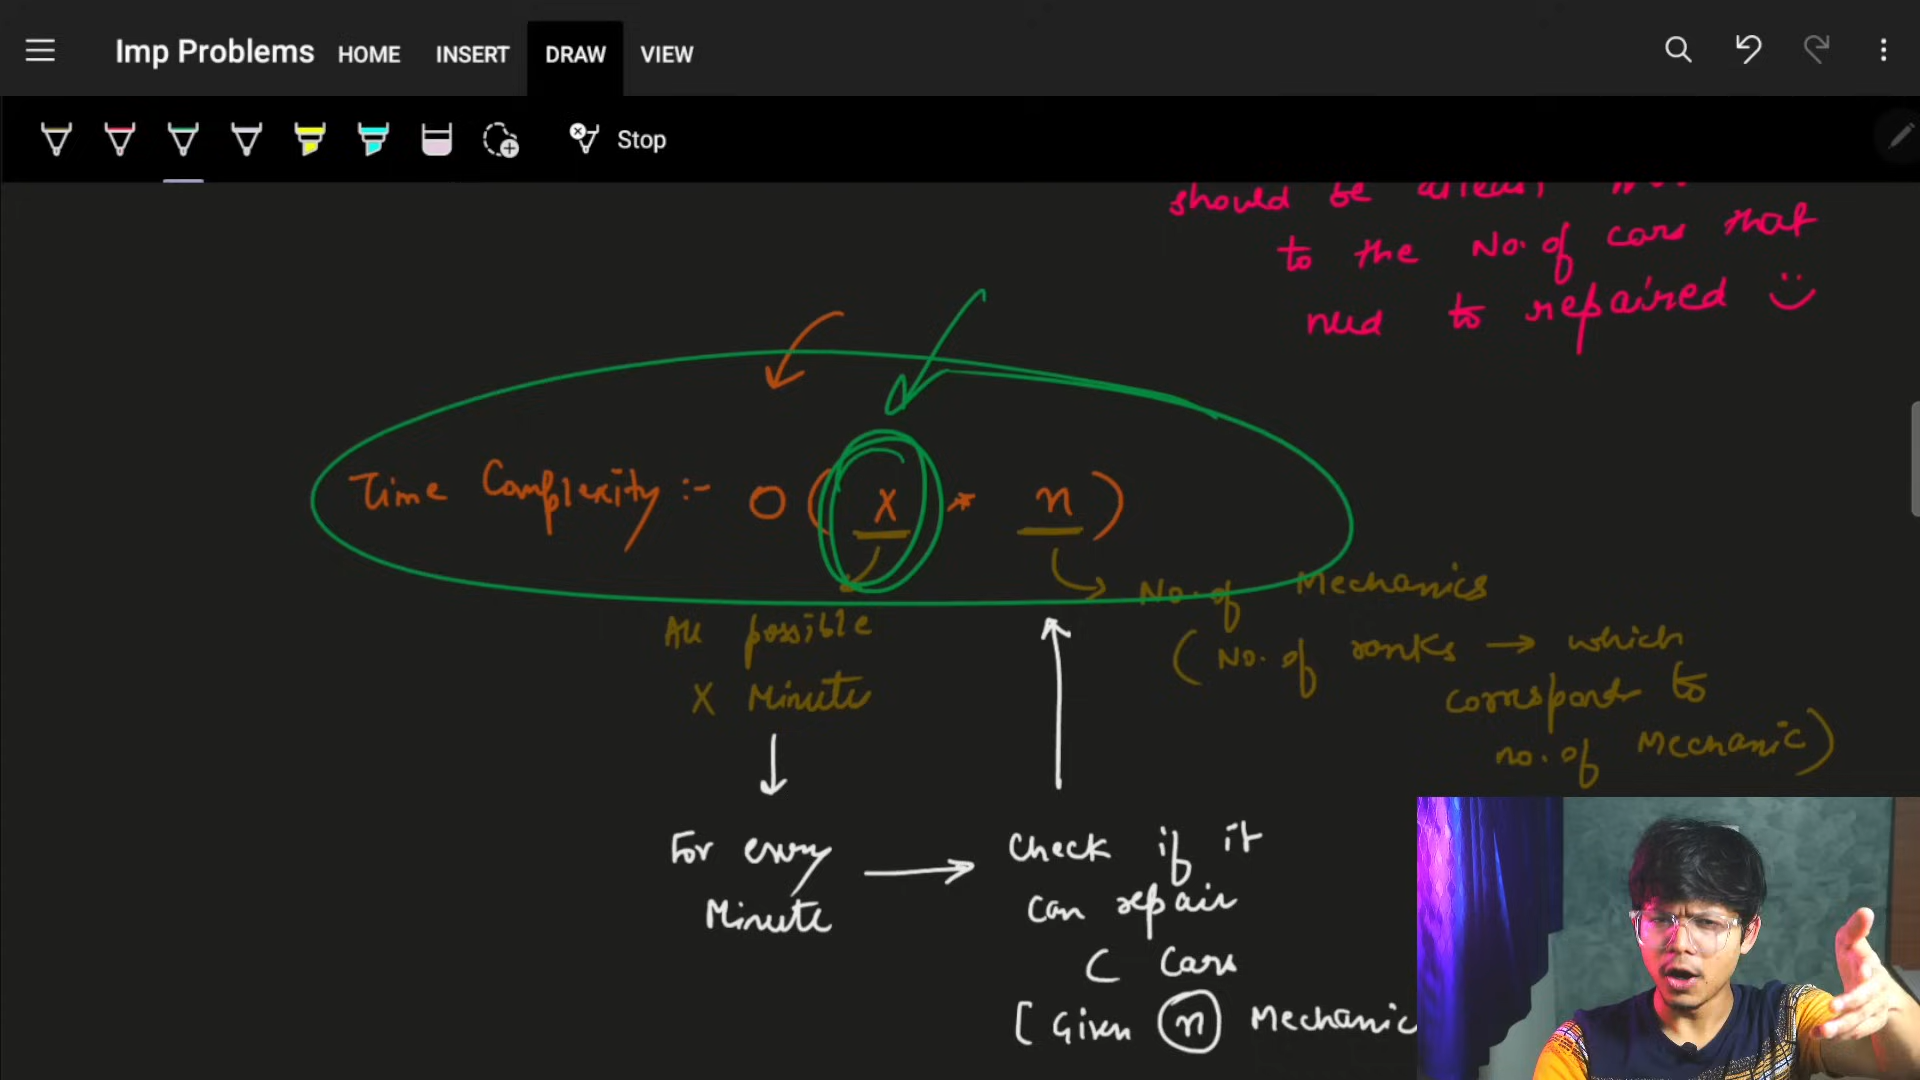 Imp Problems HOME INSERT DRAW VIEW
Stop
should be
to the No. of cars that
need to repaired
Time Complexity :- O ( X * n )
No. of Mechanics
All possible
X Minute
( No. of ranks → which
correspond to
no. of Mechanic )
For every
Minute
Check if it
can repair
C Cars
[ Given n Mechanic